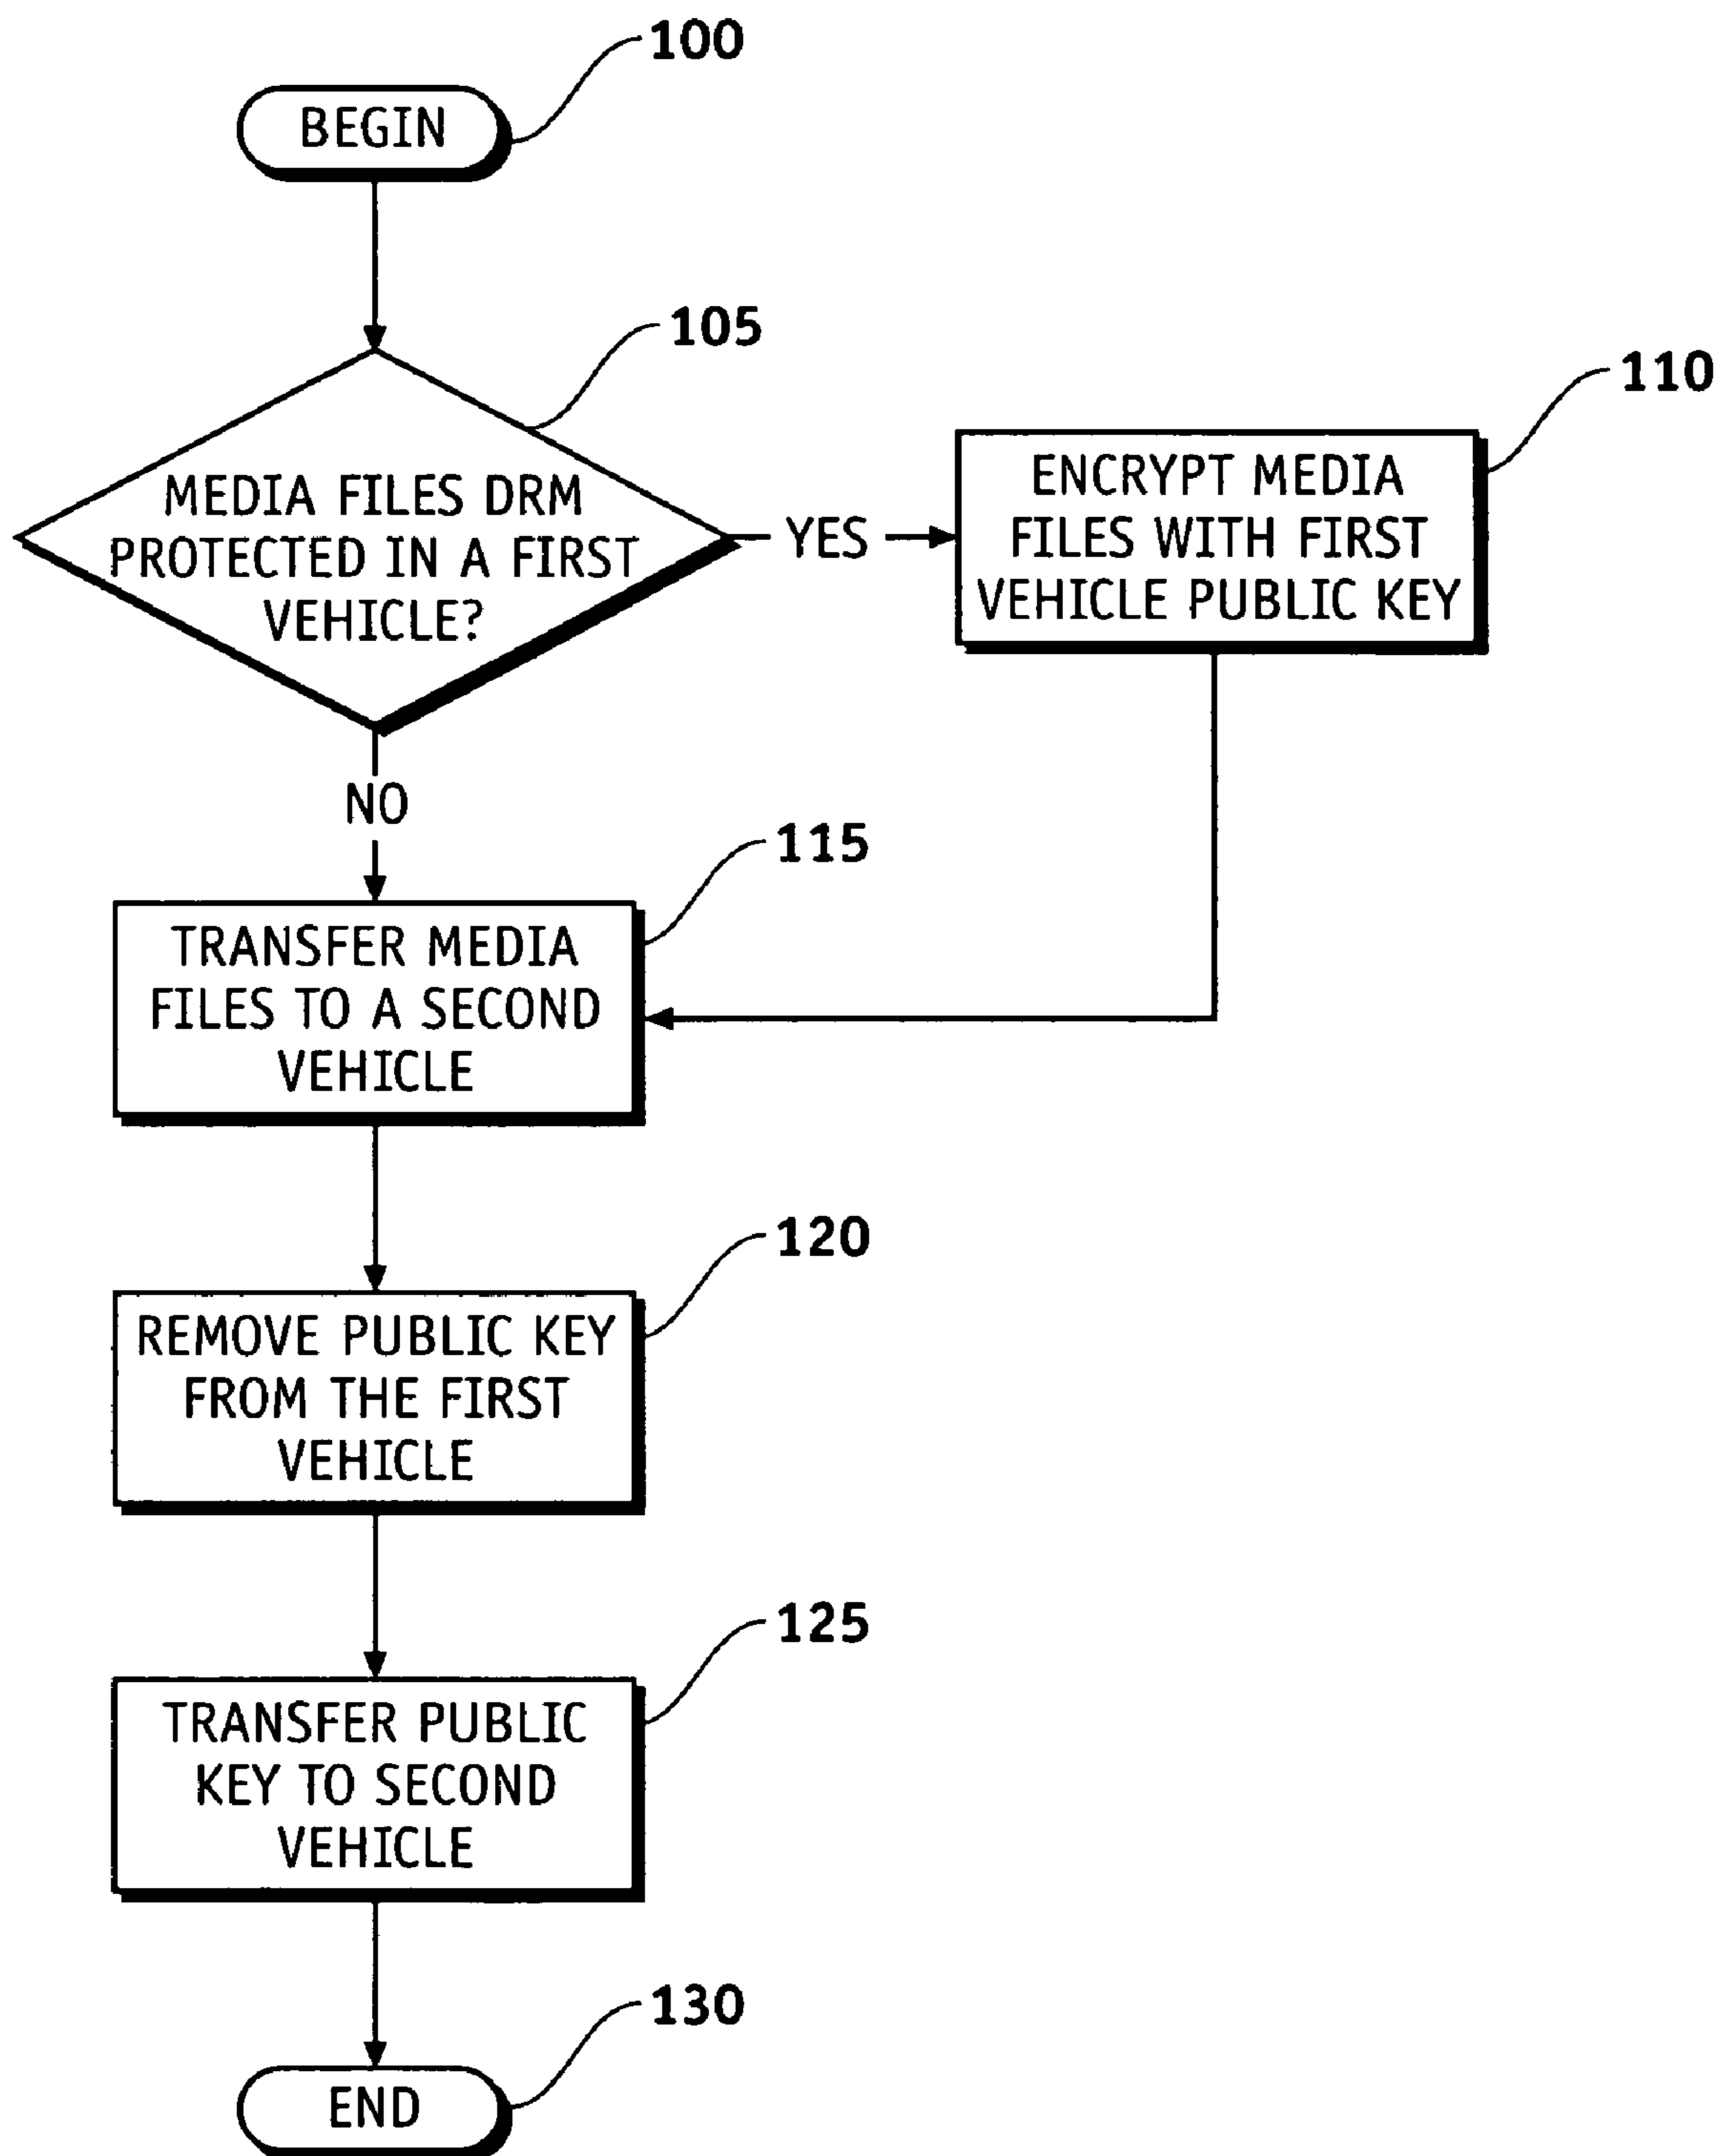 100
BEGIN
105
MEDIA FILES DRM
PROTECTED IN A FIRST
VEHICLE?
YES
110
ENCRYPT MEDIA
FILES WITH FIRST
VEHICLE PUBLIC KEY
NO
115
TRANSFER MEDIA
FILES TO A SECOND
VEHICLE
120
REMOVE PUBLIC KEY
FROM THE FIRST
VEHICLE
125
TRANSFER PUBLIC
KEY TO SECOND
VEHICLE
130
END